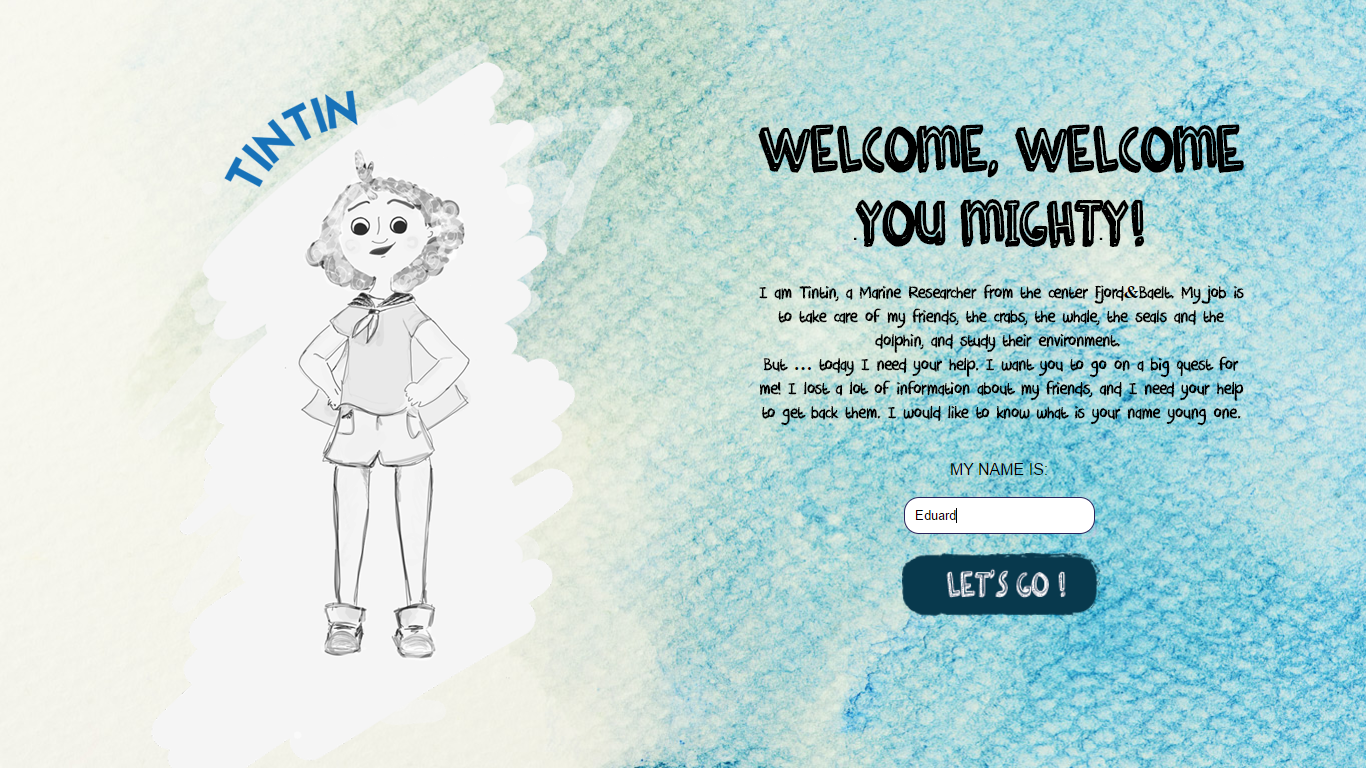 TINTIN
WELCOME, WELCOME
YOU MIGHTY!
I am Tintin, a Marine Researcher from the center Fjord&Baelt. My job is
to take care of my friends, the crabs, the whale, the seals and the
dolphin, and study their environment.
But ... today I need your help. I want you to go on a big quest for
me! I lost a lot of information about my friends, and I need your help
to get back them. I would like to know what is your name young one.
MY NAME IS:
Eduard
LET'S GO !